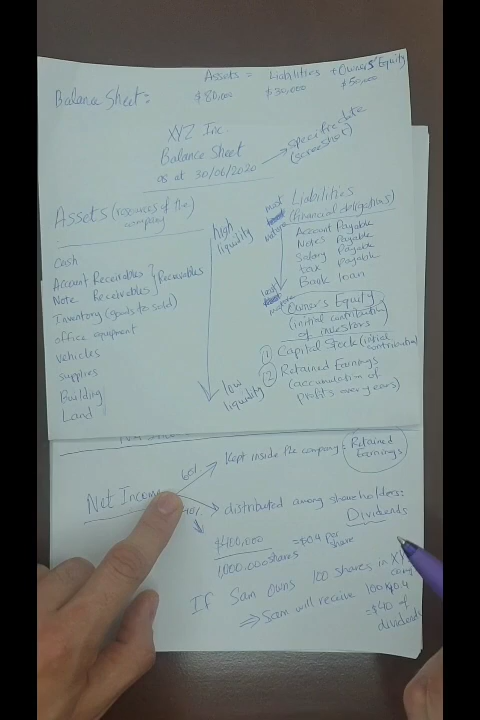 Assets = Liabilities + Owners' Equity
Balance Sheet:
$80,000 $30,000 $50,000
XYZ Inc.
Balance Sheet
as at 30/06/2020
specific date
(screenshot)
Assets (resources of the company)
Cash
Account Receivables
Note Receivables
} Receivables
Inventory (goods to sold)
office equipment
vehicles
supplies
Building
Land
high liquidity
low liquidity
Liabilities
(financial obligations)
most
mature
Account Payable
Notes Payable
Salary Payable
tax Payable
Bank loan
least
mature
Owner's Equity
(initial contribution
of investors
① Capital Stock (initial contribution)
② Retained Earnings
(accumulation of
profits over years)
Net Income
60%
Kept inside the company = Retained
Earnings
40%
distributed among shareholders:
Dividends
$400,000
1,000,000 shares
= $0.4 per
share
If Sam owns 100 shares in
⇒ Sam will receive 100x0.4
= $40 of
dividends